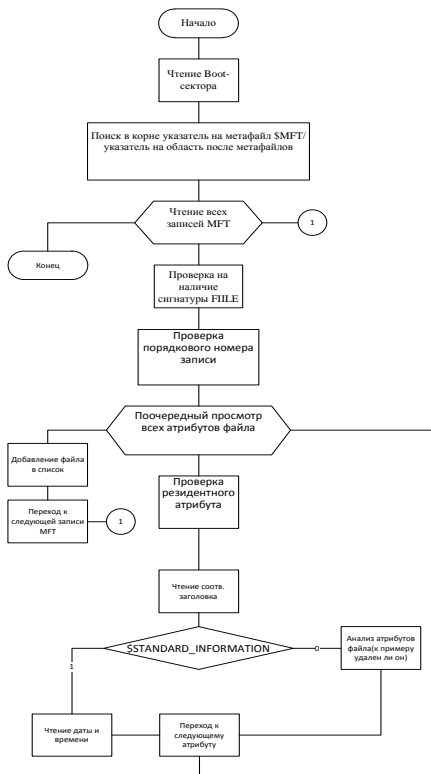 Начало
Чтение Boot-
сектора
Поиск в корне указатель на метафайл $MFT/
указатель на область после метафайлов
Чтение всех
записей MFT
1
Конец
Проверка на
наличие
сигнатуры FIILE
Проверка
порядкового номера
записи
Поочередный просмотр
всех атрибутов файла
Добавление файла
в список
Проверка
резидентного
атрибута
Переход к
следующей записи
MFT
1
Чтение соотв.
заголовка
$STANDARD_INFORMATION
0
Анализ атрибутов
файла(к примеру
удален ли он)
1
Чтение даты и
времени
Переход к
следующему
атрибуту